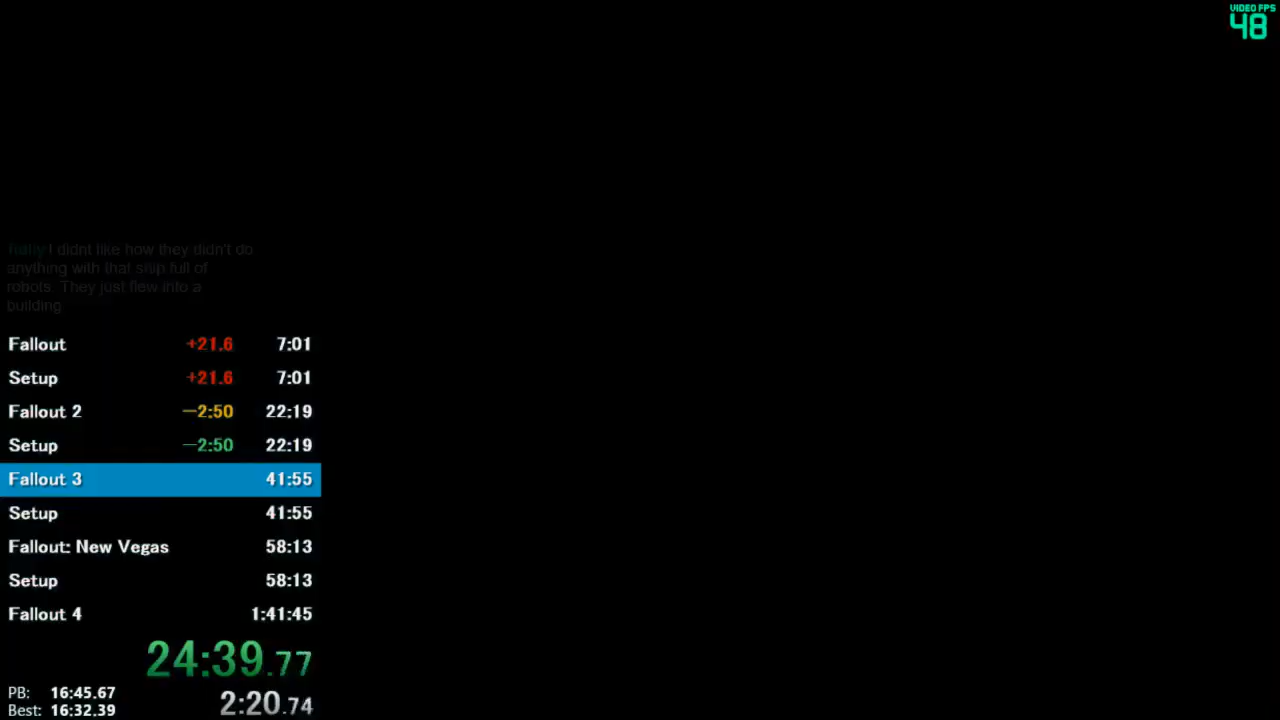 VIDEO FPS
48
I didnt like how they didn't do
anything with that ship full of
robots. They just flew into a
building
Fallout +21.6 7:01
Setup +21.6 7:01
Fallout 2 −2:50 22:19
Setup −2:50 22:19
Fallout 3 41:55
Setup 41:55
Fallout: New Vegas 58:13
Setup 58:13
Fallout 4 1:41:45
24:39.77
PB: 16:45.67
Best: 16:32.39
2:20.74